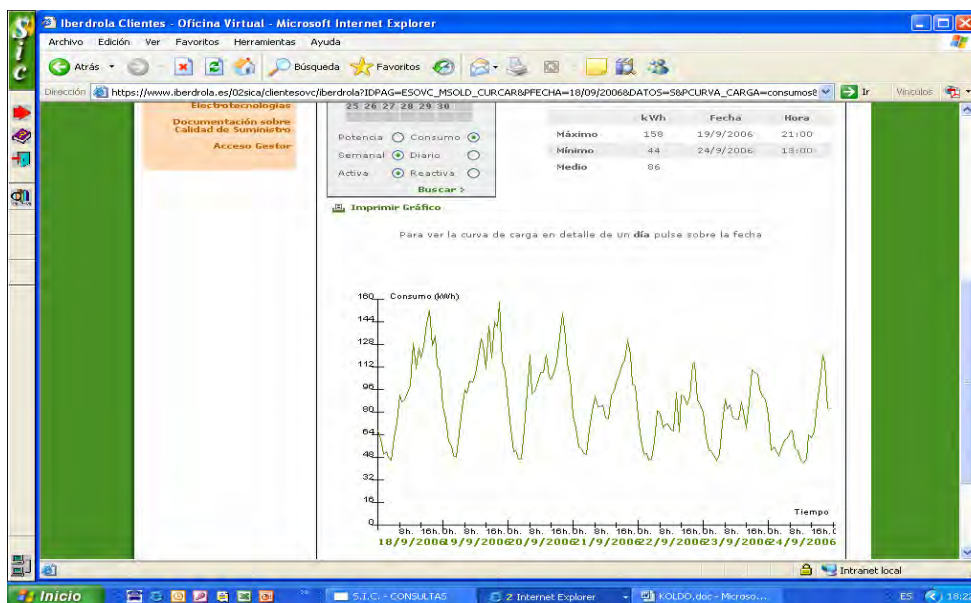 Sic
Iberdrola Clientes - Oficina Virtual - Microsoft Internet Explorer
Archivo Edición Ver Favoritos Herramientas Ayuda
Atrás Búsqueda Favoritos
Dirección https://www.iberdrola.es/02sica/clientesovc/iberdrola?IDPAG=ESOVC_MSOLD_CURCAR&PFECHA=18/09/2006&DATOS=S&PCURVA_CARGA=consumos Ir Vínculos
Electrotecnologías
Documentación sobre
Calidad de Suministro
Acceso Gestor
25 26 27 28 29 30
Potencia Consumo
Semanal Diario
Activa Reactiva
Buscar >
kWh Fecha Hora
Máximo 158 19/9/2006 21:00
Mínimo 44 24/9/2006 18:00
Medio 86
Imprimir Gráfico
Para ver la curva de carga en detalle de un día pulse sobre la fecha
Consumo (kWh)
160
144
128
112
96
80
64
48
32
16
0
Tiempo
8h. 16h. 0h. 8h. 16h. 0h. 8h. 16h. 0h. 8h. 16h. 0h. 8h. 16h. 0h. 8h. 16h. 0h. 8h. 16h.
18/9/2006 19/9/2006 20/9/2006 21/9/2006 22/9/2006 23/9/2006 24/9/2006
Intranet local
Inicio S.I.C. - CONSULTAS 2 Internet Explorer KOLDO.doc - Microso... ES 18:22